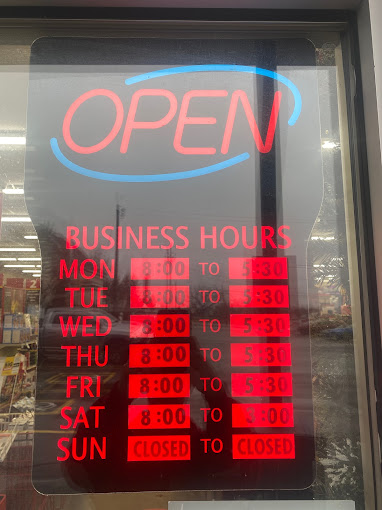 OPEN
BUSINESS HOURS
MON 8:00 TO 5:30
TUE 8:00 TO 5:30
WED 8:00 TO 5:30
THU 8:00 TO 5:30
FRI 8:00 TO 5:30
SAT 8:00 TO
SUN CLOSED TO CLOSED